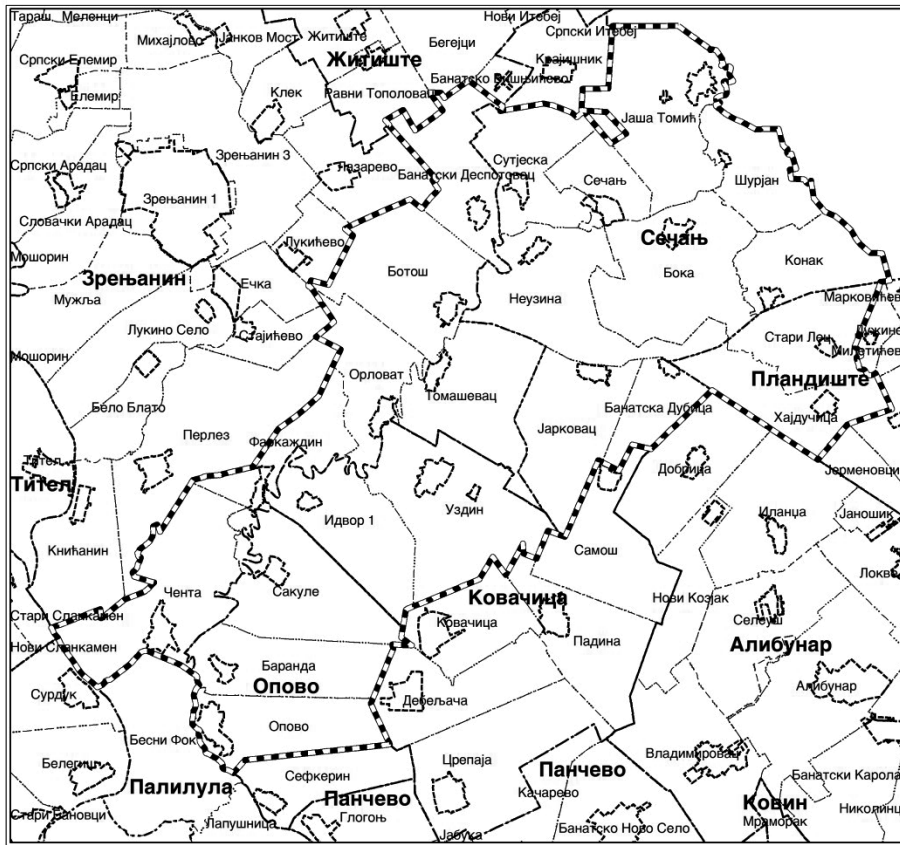 Тараш Меленци
Михајлово
Јанков Мост
Житиште
Нови Итебеј
Српски Итебеј
Бегејци
Житиште
Српски Елемир
Крајишник
Елемир
Клек
Равни Тополовац
Банатско Вишњићево
Јаша Томић
Српски Арадац
Зрењанин 3
Лазарево
Сутјеска
Банатски Деспотовац
Сечањ
Шурјан
Зрењанин 1
Словачки Арадац
Мошорин
Лукићево
Сечањ
Зрењанин
Ечка
Ботош
Бока
Конак
Мужља
Неузина
Марковићево
Лукино Село
Стајићево
Стари Лец
Милетићево
Мошорин
Орловат
Пландиште
Бело Блато
Томашевац
Банатска Дубица
Хајдучица
Перлез
Фаркаждин
Јарковац
Тител
Добрица
Јерменовци
Тител
Идвор 1
Уздин
Иланџа
Јаношик
Книћанин
Самош
Локве
Чента
Сакуле
Ковачица
Нови Козјак
Стари Сланкамен
Ковачица
Селеуш
Нови Сланкамен
Баранда
Падина
Алибунар
Сурдук
Опово
Дебељача
Алибунар
Бесни Фок
Опово
Белегиш
Сефкерин
Црепаја
Панчево
Владимировац
Банатски Карола
Палилула
Панчево
Качарево
Ковин
Стари Бановци
Лапушница
Глогоњ
Јабука
Банатско Ново Село
Мраморак
Николинц